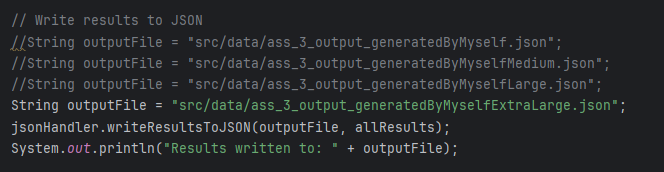 // Write results to JSON
//String outputFile = "src/data/ass_3_output_generatedByMyself.json";
//String outputFile = "src/data/ass_3_output_generatedByMyselfMedium.json";
//String outputFile = "src/data/ass_3_output_generatedByMyselfLarge.json";
String outputFile = "src/data/ass_3_output_generatedByMyselfExtraLarge.json";
jsonHandler.writeResultsToJSON(outputFile, allResults);
System.out.println("Results written to: " + outputFile);